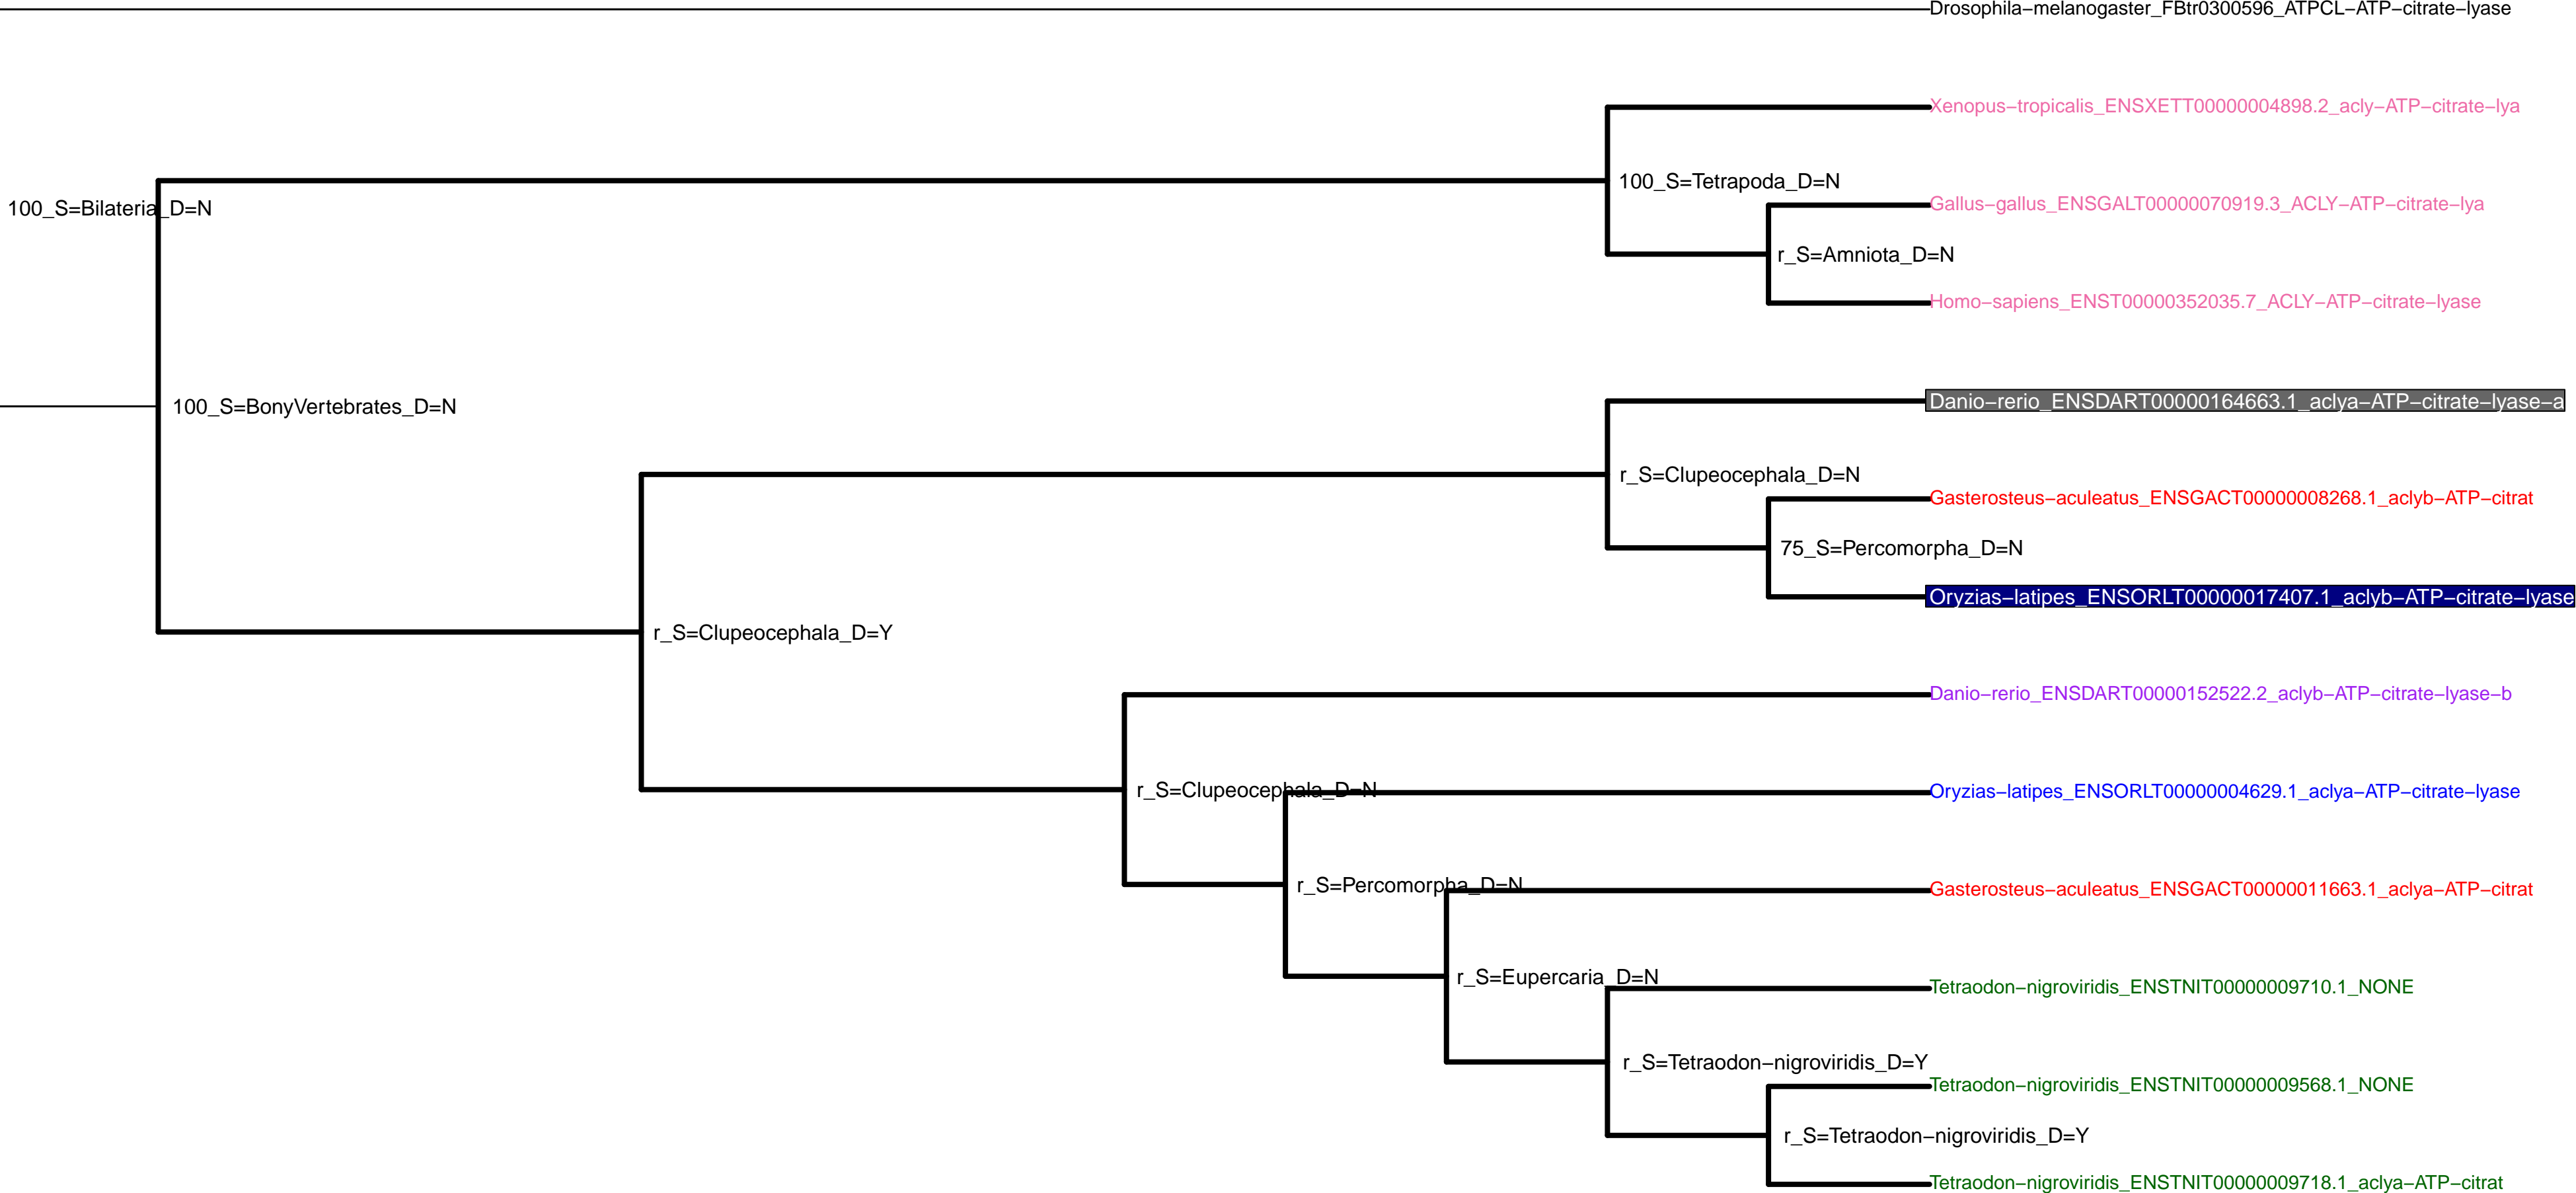 Drosophila−melanogaster_FBtr0300596_ATPCL−ATP−citrate−lyase
Xenopus−tropicalis_ENSXETT00000004898.2_acly−ATP−citrate−lya
100_S=Tetrapoda_D=N
Gallus−gallus_ENSGALT00000070919.3_ACLY−ATP−citrate−lya
100_S=Bilateria_D=N
r_S=Amniota_D=N
Homo−sapiens_ENST00000352035.7_ACLY−ATP−citrate−lyase
Danio−rerio_ENSDART00000164663.1_aclya−ATP−citrate−lyase−a
100_S=BonyVertebrates_D=N
r_S=Clupeocephala_D=N
Gasterosteus−aculeatus_ENSGACT00000008268.1_aclyb−ATP−citrat
75_S=Percomorpha_D=N
Oryzias−latipes_ENSORLT00000017407.1_aclyb−ATP−citrate−lyase
r_S=Clupeocephala_D=Y
Danio−rerio_ENSDART00000152522.2_aclyb−ATP−citrate−lyase−b
r_S=Clupeocephala_D=N
Oryzias−latipes_ENSORLT00000004629.1_aclya−ATP−citrate−lyase
r_S=Percomorpha_D=N
Gasterosteus−aculeatus_ENSGACT00000011663.1_aclya−ATP−citrat
r_S=Eupercaria_D=N
Tetraodon−nigroviridis_ENSTNIT00000009710.1_NONE
r_S=Tetraodon−nigroviridis_D=Y
Tetraodon−nigroviridis_ENSTNIT00000009568.1_NONE
r_S=Tetraodon−nigroviridis_D=Y
Tetraodon−nigroviridis_ENSTNIT00000009718.1_aclya−ATP−citrat